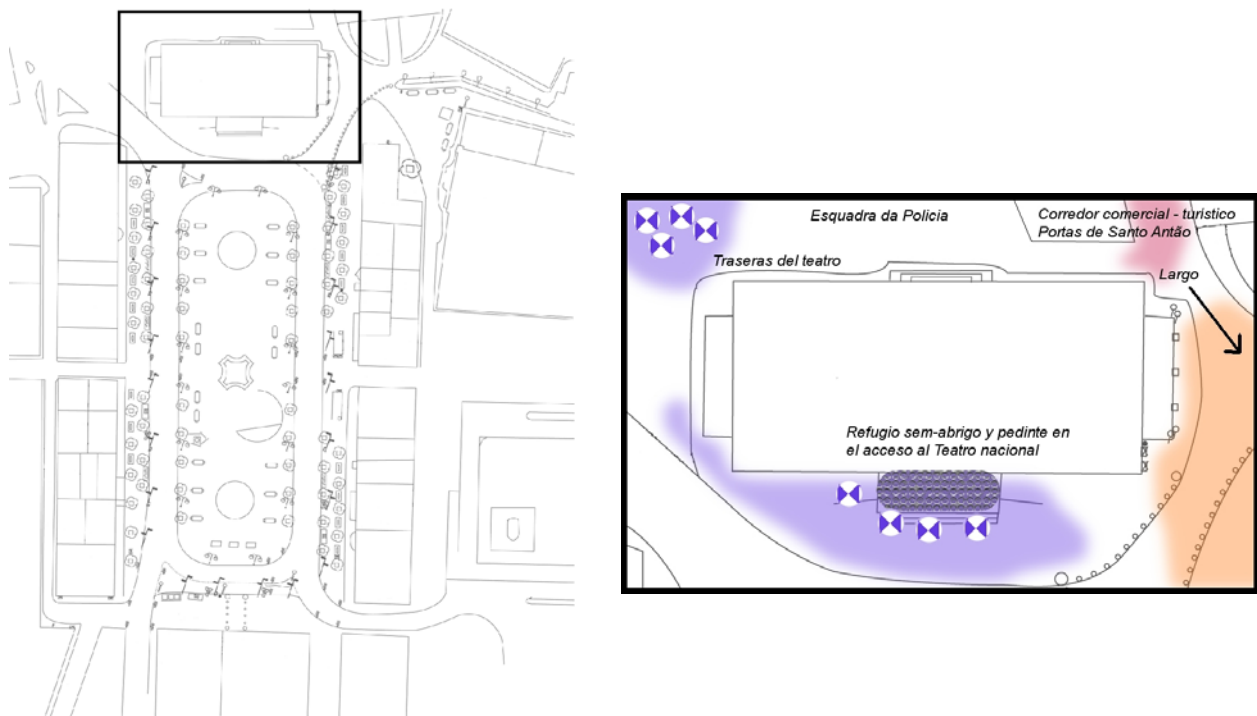 Esquadra da Policia
Corredor comercial - turistico
Portas de Santo Antão
Traseras del teatro
Largo
Refugio sem-abrigo y pedinte en
el acceso al Teatro nacional